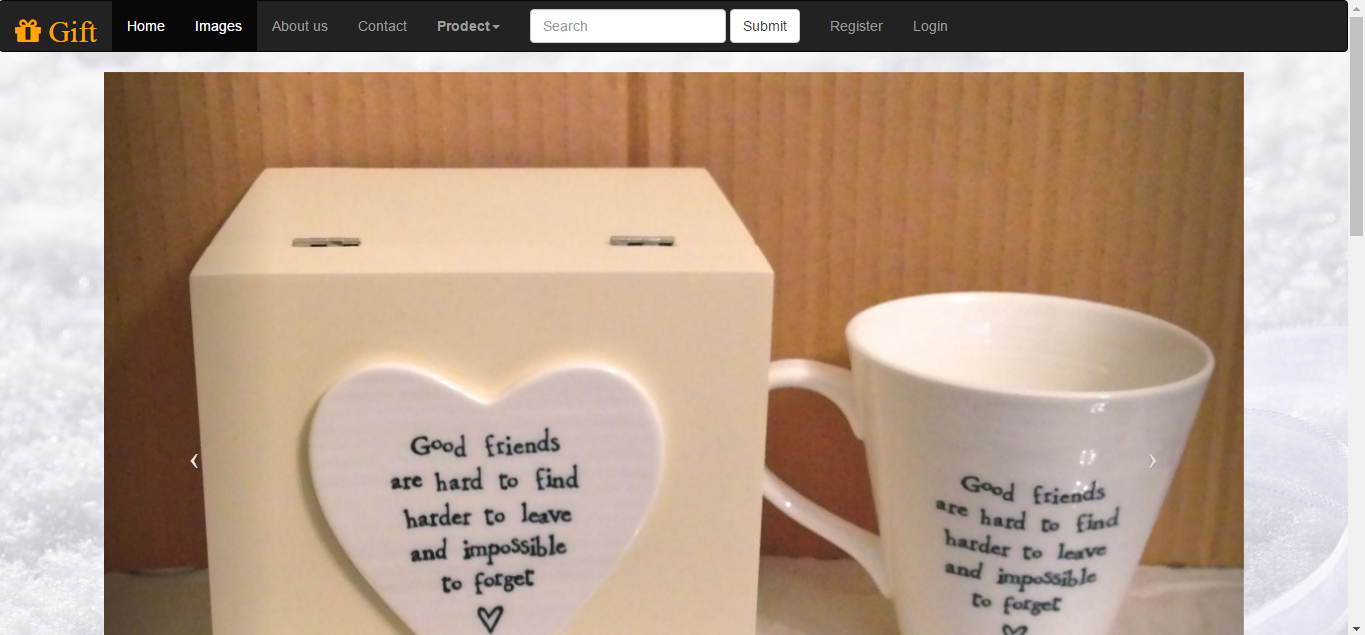 Gift Home Images About us Contact Prodect Search Submit Register Login
Good friends
are hard to find
harder to leave
and impossible
to forget
Good friends
are hard to find
harder to leave
and impossible
to forget